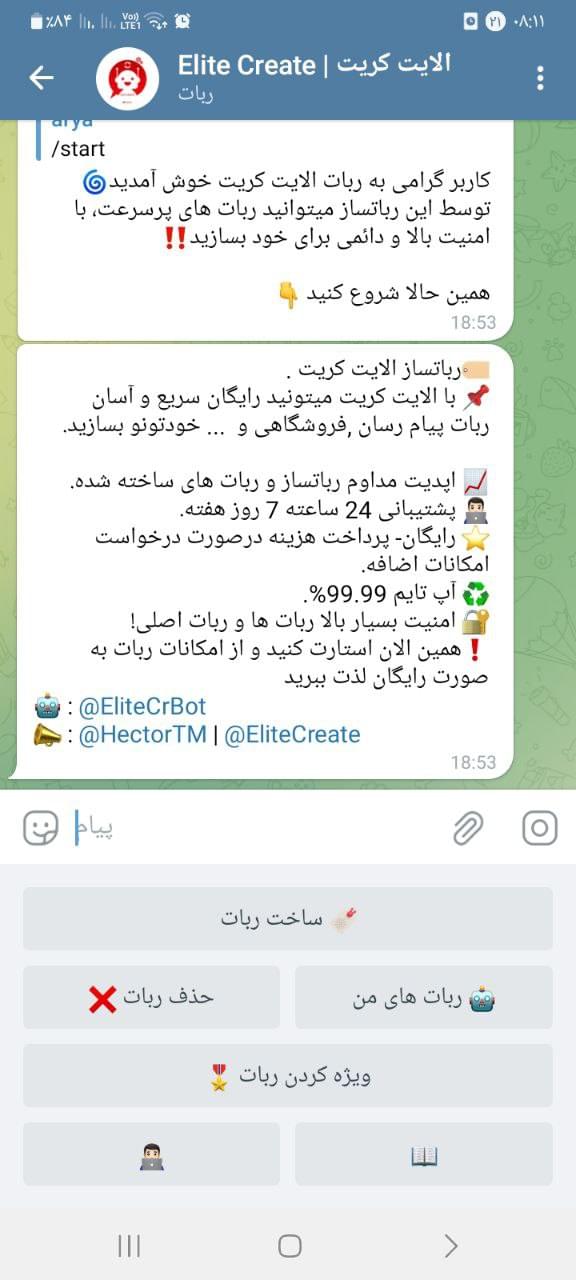 ٪۸۴ Vo)) LTE1 ۲۱ ۰۸:۱۱
Elite Create | الایت کریت
ربات
arya
/start
کاربر گرامی به ربات الایت کریت خوش آمدید🌀
توسط این رباتساز میتوانید ربات های پرسرعت، با
امنیت بالا و دائمی برای خود بسازید‼️
همین حالا شروع کنید 👇
18:53
🏷رباتساز الایت کریت .
📌 با الایت کریت میتونید رایگان سریع و آسان
ربات پیام رسان ,فروشگاهی و ... خودتونو بسازید.
📈 اپدیت مداوم رباتساز و ربات های ساخته شده.
👨🏻‍💻 پشتیبانی 24 ساعته 7 روز هفته.
⭐️ رایگان- پرداخت هزینه درصورت درخواست
امکانات اضافه.
♻️ آپ تایم 99.99%.
🔐 امنیت بسیار بالا ربات ها و ربات اصلی!
❗️ همین الان استارت کنید و از امکانات ربات به
صورت رایگان لذت ببرید
🤖 : @EliteCrBot
📣 : @HectorTM | @EliteCreate
18:53
پیام
ساخت ربات
🤖 ربات های من
حذف ربات ❌
ویژه کردن ربات 🎖